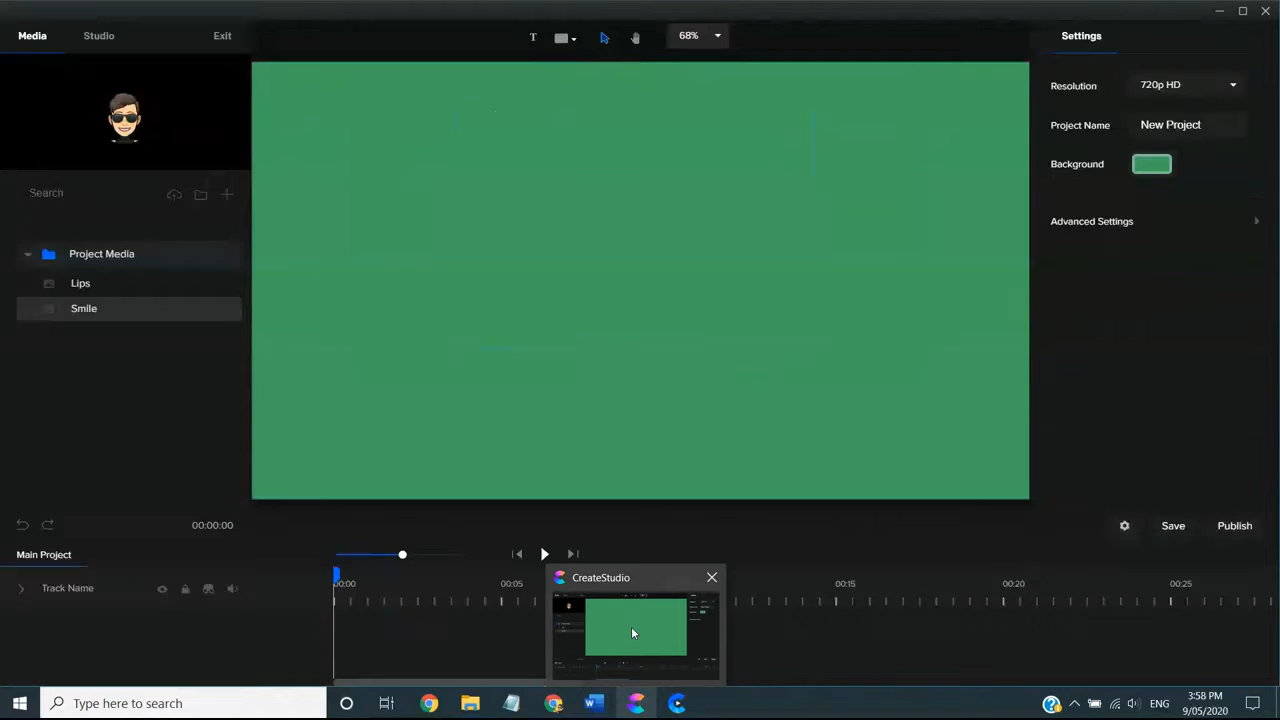 Media
Studio
Exit
T
68%
Settings
Resolution
720p HD
Project Name
New Project
Search
Background
Project Media
Advanced Settings
Lips
Smile
00:00:00
Save
Publish
Main Project
Track Name
00:00
00:05
CreateStudio
00:15
00:20
00:25
Type here to search
ENG
3:58 PM
9/05/2020